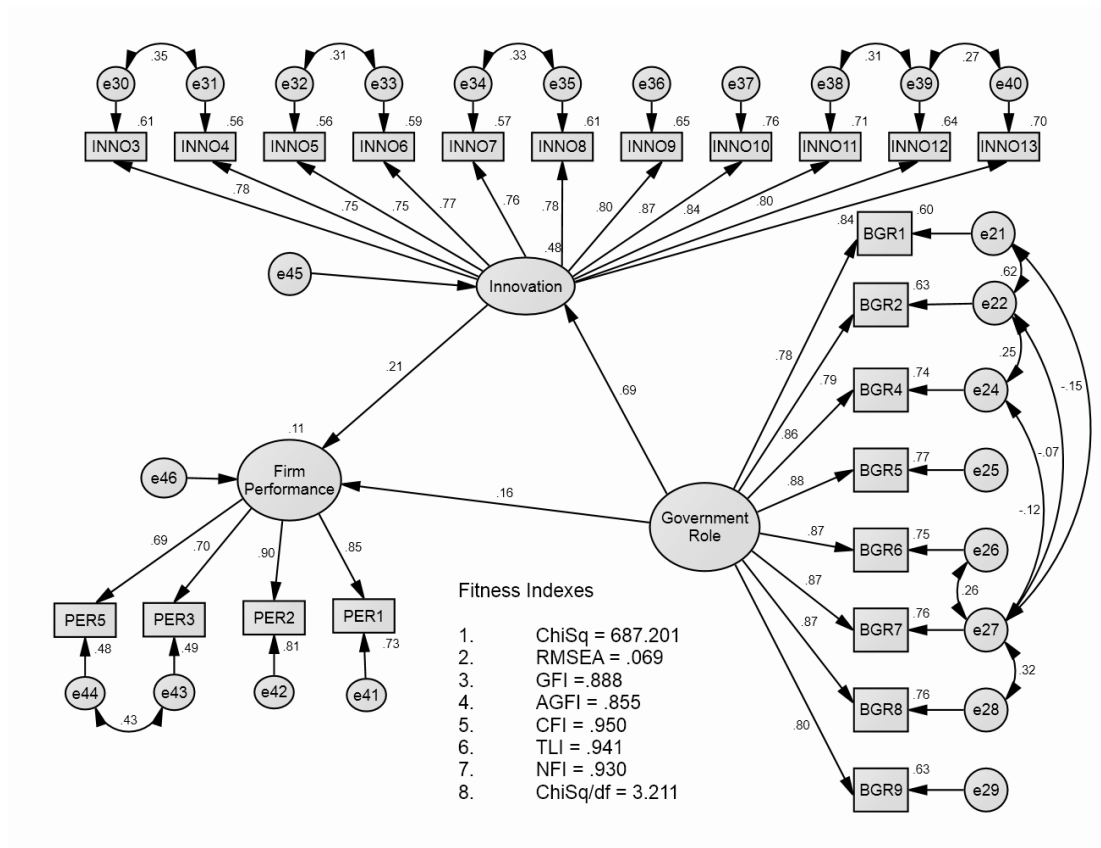 .35
.31
.33
.31
.27
e30
e31
e32
e33
e34
e35
e36
e37
e38
e39
e40
.61
.56
.56
.59
.57
.61
.65
.76
.71
.64
.70
INNO3
INNO4
INNO5
INNO6
INNO7
INNO8
INNO9
INNO10
INNO11
INNO12
INNO13
.78
.75
.75
.77
.76
.78
.80
.87
.84
.80
.84
.48
e45
Innovation
BGR1
.60
e21
.62
BGR2
.63
e22
.25
BGR4
.74
e24
-.15
-.07
-.12
BGR5
.77
e25
BGR6
.75
e26
.26
BGR7
.76
e27
.32
BGR8
.76
e28
BGR9
.63
e29
.78
.79
.86
.88
.87
.87
.87
.80
.21
.69
.16
.11
e46
Firm
Performance
Government
Role
.69
.70
.90
.85
PER5
PER3
PER2
PER1
.48
.49
.81
.73
e44
e43
e42
e41
.43
Fitness Indexes
1. ChiSq = 687.201
2. RMSEA = .069
3. GFI =.888
4. AGFI = .855
5. CFI = .950
6. TLI = .941
7. NFI = .930
8. ChiSq/df = 3.211